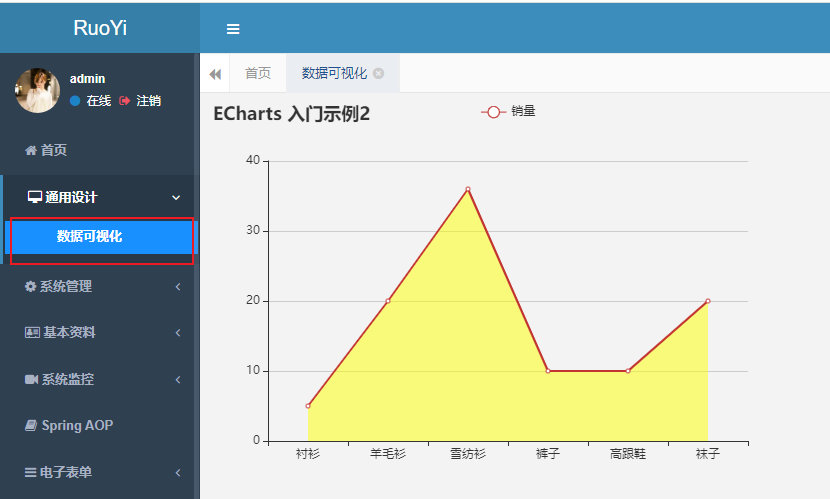 RuoYi
admin
在线 注销
首页
通用设计
数据可视化
系统管理
基本资料
系统监控
Spring AOP
电子表单
首页 数据可视化
ECharts 入门示例2
销量
40
30
20
10
0
衬衫 羊毛衫 雪纺衫 裤子 高跟鞋 袜子